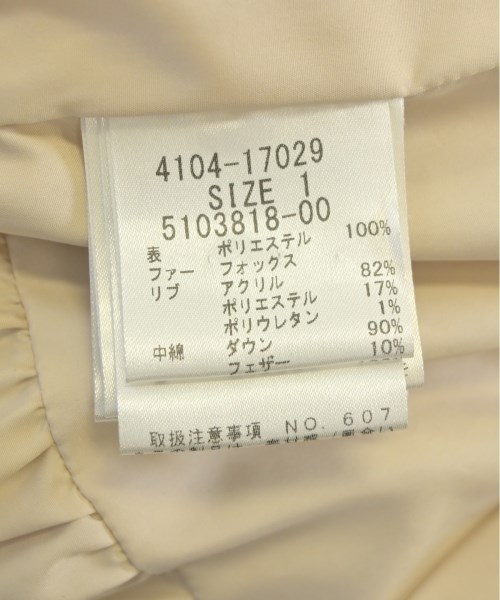 4104-17029
SIZE 1
5103818-00
表 ポリエステル 100%
ファー フォックス
リブ アクリル 82%
ポリエステル 17%
ポリウレタン 1%
中綿 ダウン 90%
フェザー 10%
取扱注意事項 NO. 607